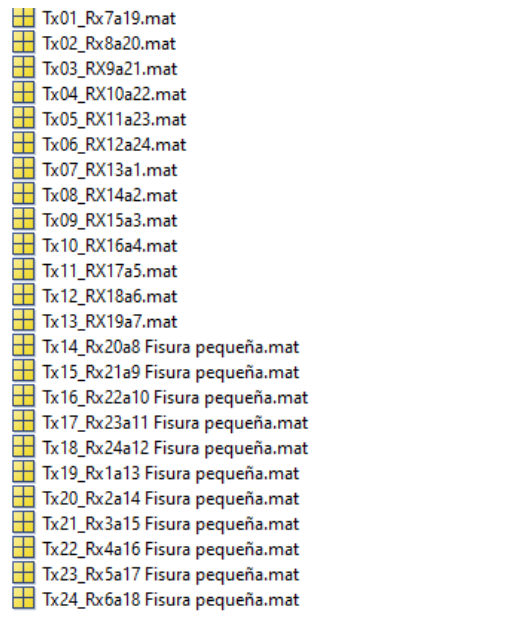 Tx01_Rx7a19.mat
Tx02_Rx8a20.mat
Tx03_RX9a21.mat
Tx04_RX10a22.mat
Tx05_RX11a23.mat
Tx06_RX12a24.mat
Tx07_RX13a1.mat
Tx08_RX14a2.mat
Tx09_RX15a3.mat
Tx10_RX16a4.mat
Tx11_RX17a5.mat
Tx12_RX18a6.mat
Tx13_RX19a7.mat
Tx14_Rx20a8 Fisura pequeña.mat
Tx15_Rx21a9 Fisura pequeña.mat
Tx16_Rx22a10 Fisura pequeña.mat
Tx17_Rx23a11 Fisura pequeña.mat
Tx18_Rx24a12 Fisura pequeña.mat
Tx19_Rx1a13 Fisura pequeña.mat
Tx20_Rx2a14 Fisura pequeña.mat
Tx21_Rx3a15 Fisura pequeña.mat
Tx22_Rx4a16 Fisura pequeña.mat
Tx23_Rx5a17 Fisura pequeña.mat
Tx24_Rx6a18 Fisura pequeña.mat